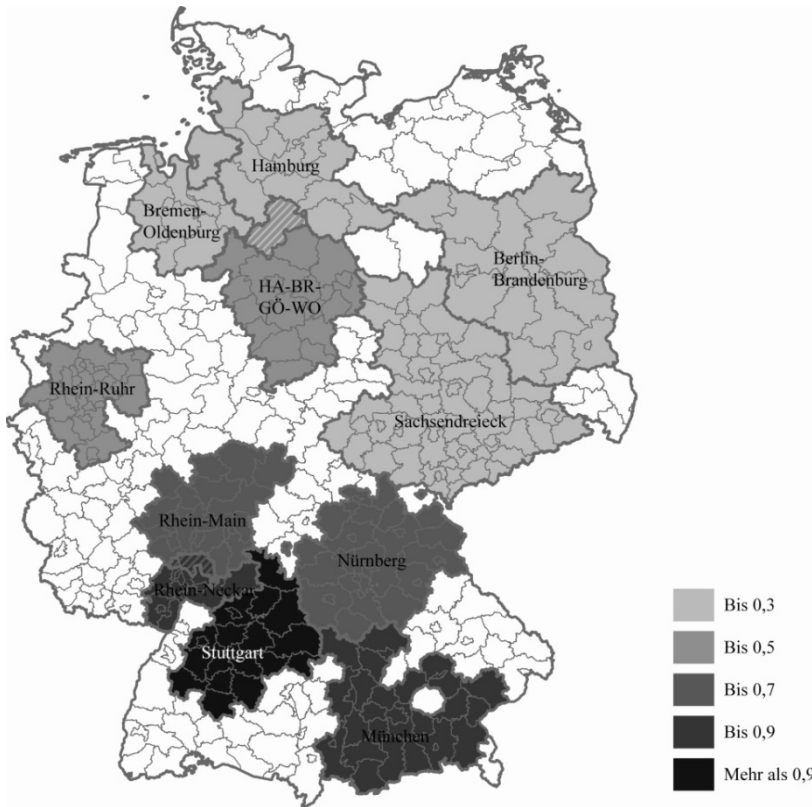 Hamburg
Bremen-
Oldenburg
Berlin-
Brandenburg
HA-BR-
GÖ-WO
Rhein-Ruhr
Sachsendreieck
Rhein-Main
Nürnberg
Rhein-Neckar
Stuttgart
München
Bis 0,3
Bis 0,5
Bis 0,7
Bis 0,9
Mehr als 0,9